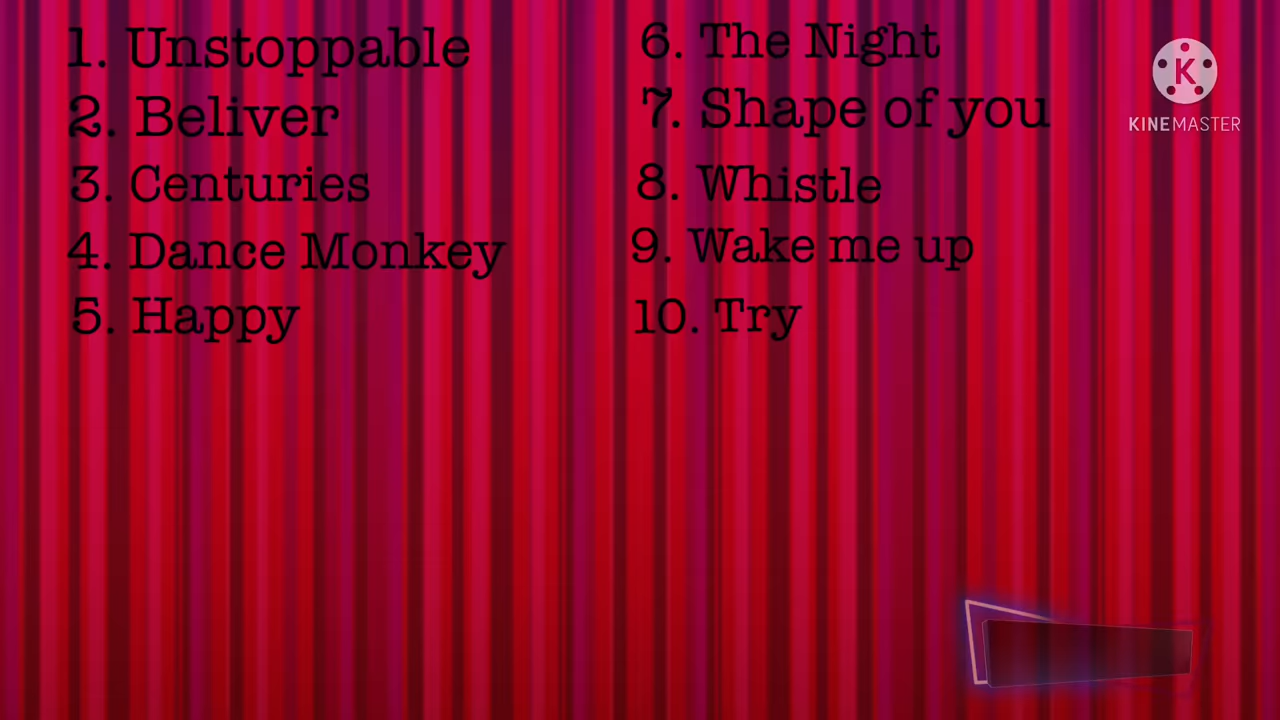 1. Unstoppable
2. Beliver
3. Centuries
4. Dance Monkey
5. Happy
6. The Night
7. Shape of you
8. Whistle
9. Wake me up
10. Try
K
KINEMASTER